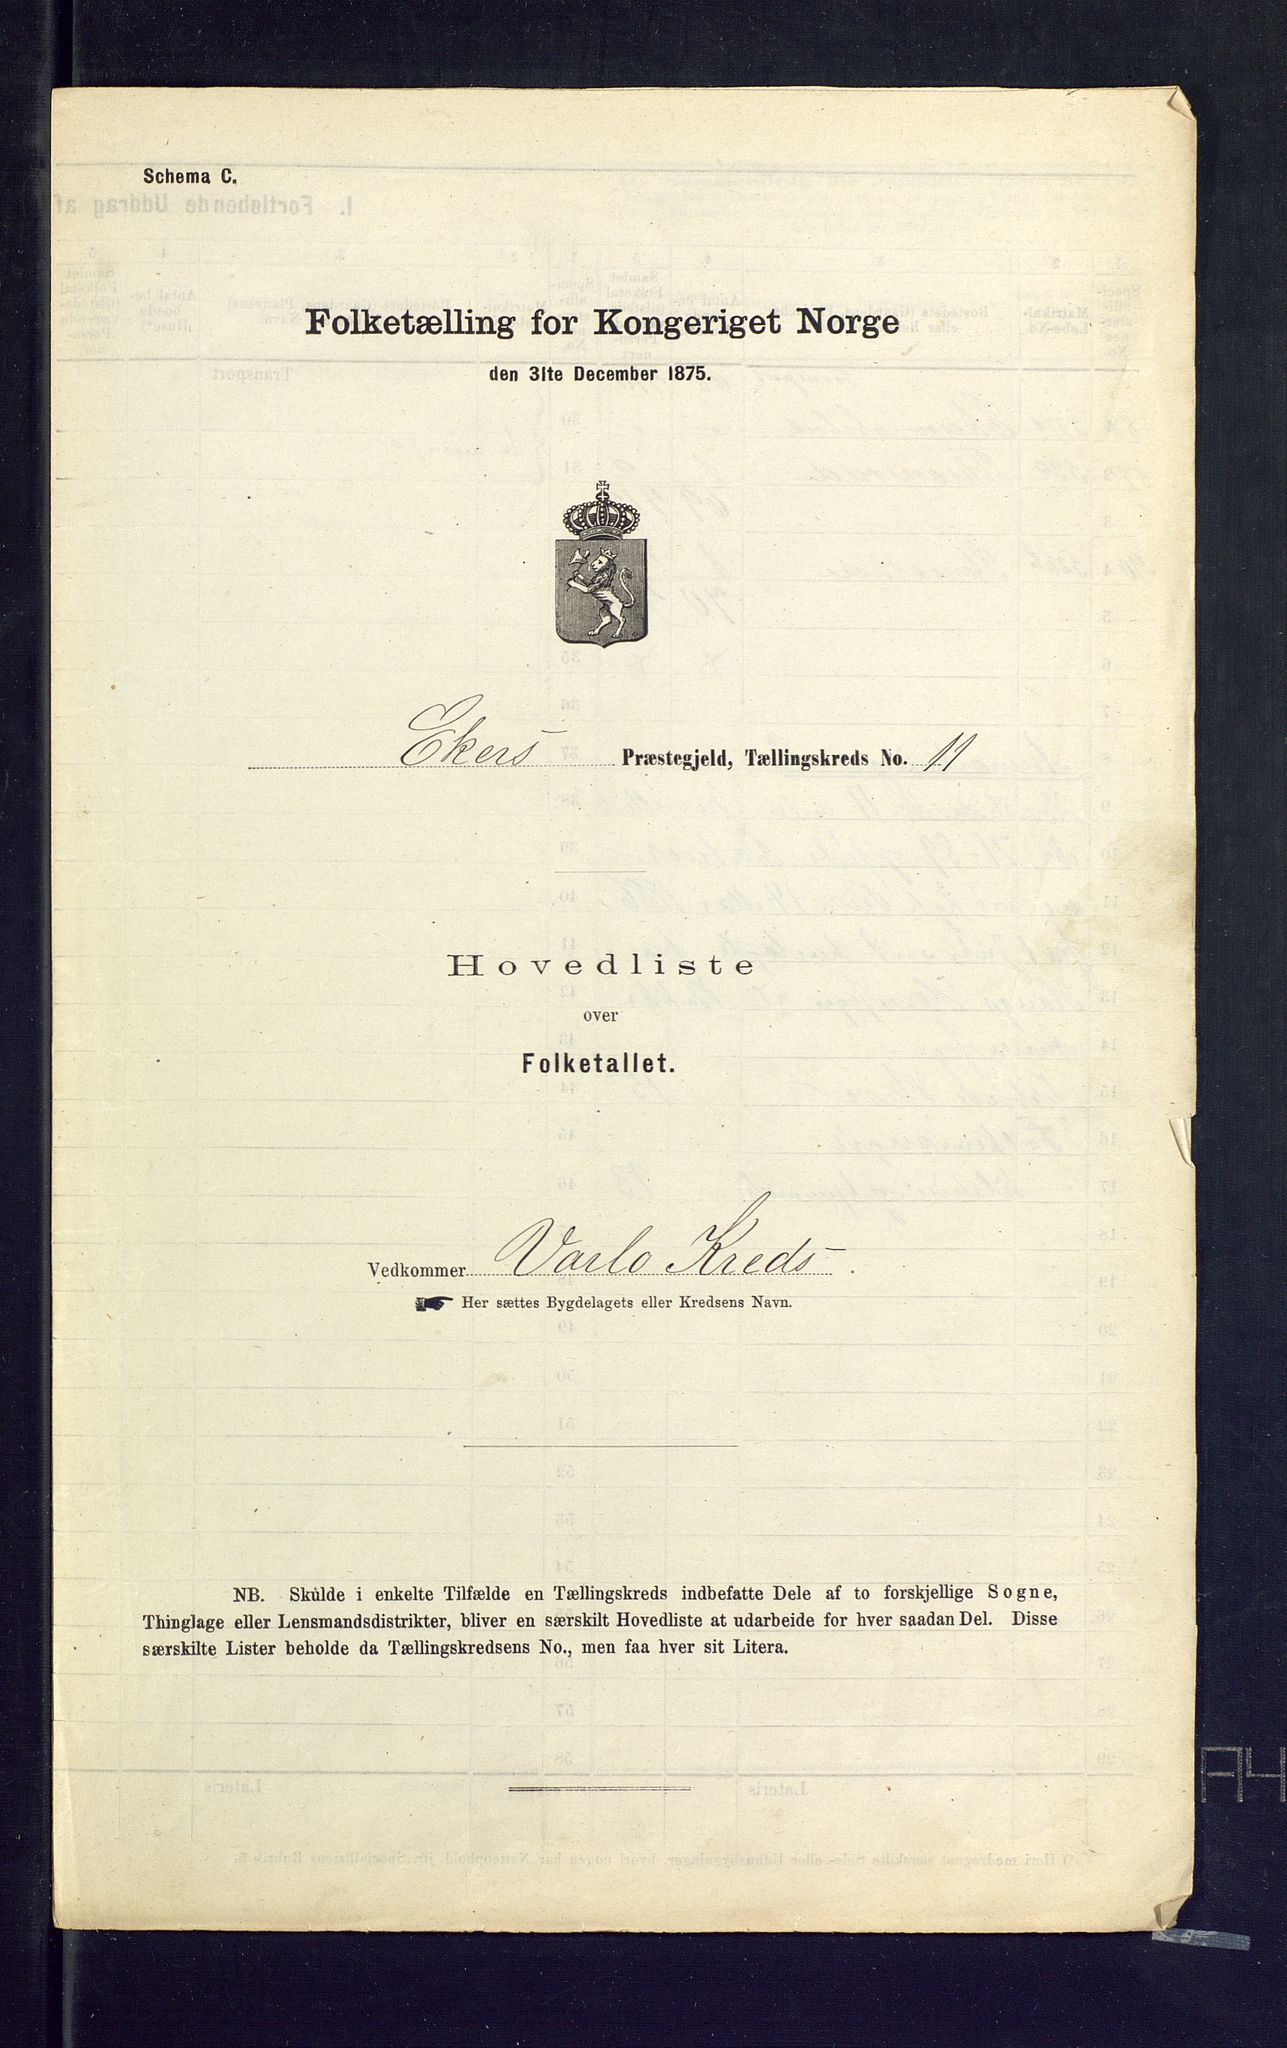 Schema C.
Folketælling for Kongeriget Norge
den 31te December 1875.
Ekers Præstegjeld, Tællingskreds No. 11
Hovedliste
over
Folketallet.
Vedkommer Varlo Kreds.
Her sættes Bygdelagets eller Kredsens Navn.
NB. Skulde i enkelte Tilfælde en Tællingskreds indbefatte Dele af to forskjellige Sogne,
Thinglage eller Lensmandsdistrikter, bliver en særskilt Hovedliste at udarbeide for hver saadan Del. Disse
særskilte Lister beholde da Tællingskredsens No., men faa hver sit Litera.
A4